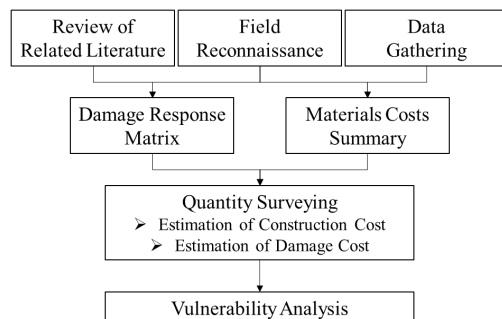 Review of
Related Literature
Field
Reconnaissance
Data
Gathering
Damage Response
Matrix
Materials Costs
Summary
Quantity Surveying
➢ Estimation of Construction Cost
➢ Estimation of Damage Cost
Vulnerability Analysis